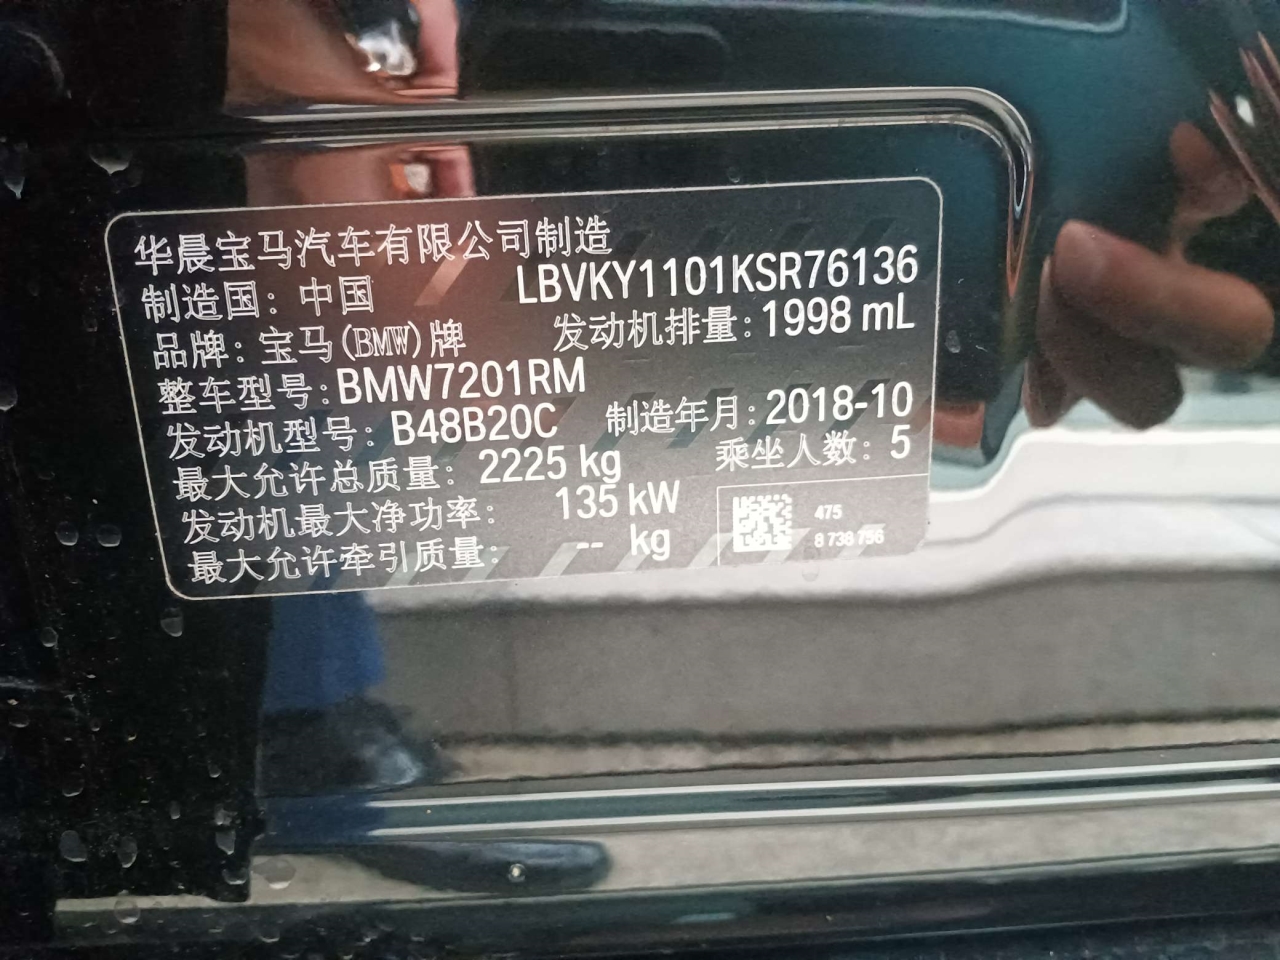 华晨宝马汽车有限公司制造
制造国: 中国 LBVKY1101KSR76136
品牌: 宝马(BMW)牌 发动机排量: 1998 mL
整车型号: BMW7201RM
发动机型号: B48B20C 制造年月: 2018-10
最大允许总质量: 2225 kg 乘坐人数: 5
发动机最大净功率: 135 kW
最大允许牵引质量: -- kg
475
8 738 756